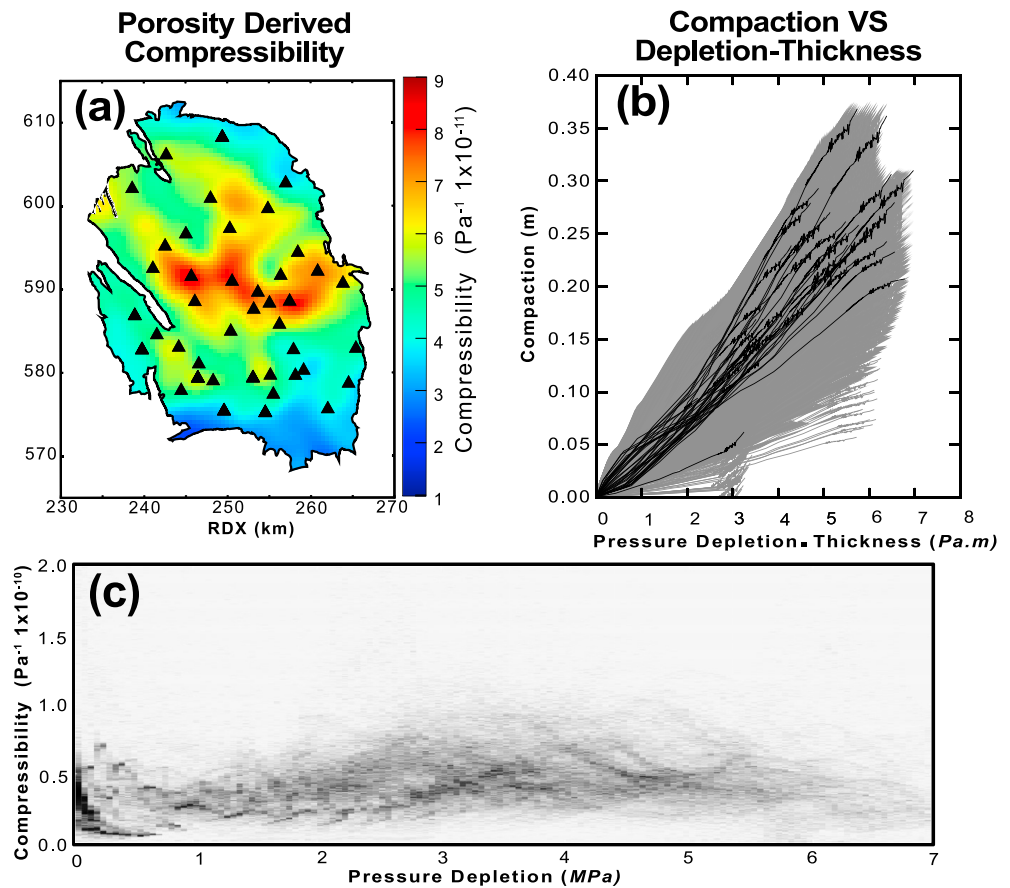 Porosity Derived
Compressibility
(a)
610
600
590
580
570
230
240
250
260
270
RDX (km)
9
8
7
6
5
4
3
2
1
Compressibility (Pa-1 1x10-11)
Compaction VS
Depletion-Thickness
(b)
0.40
0.35
0.30
0.25
0.20
0.15
0.10
0.05
0.00
Compaction (m)
0 1 2 3 4 5 6 7 8
Pressure Depletion-Thickness (Pa.m)
(c)
2.0
1.5
1.0
0.5
0.0
Compressibility (Pa-1 1x10-10)
0 1 2 3 4 5 6 7
Pressure Depletion (MPa)